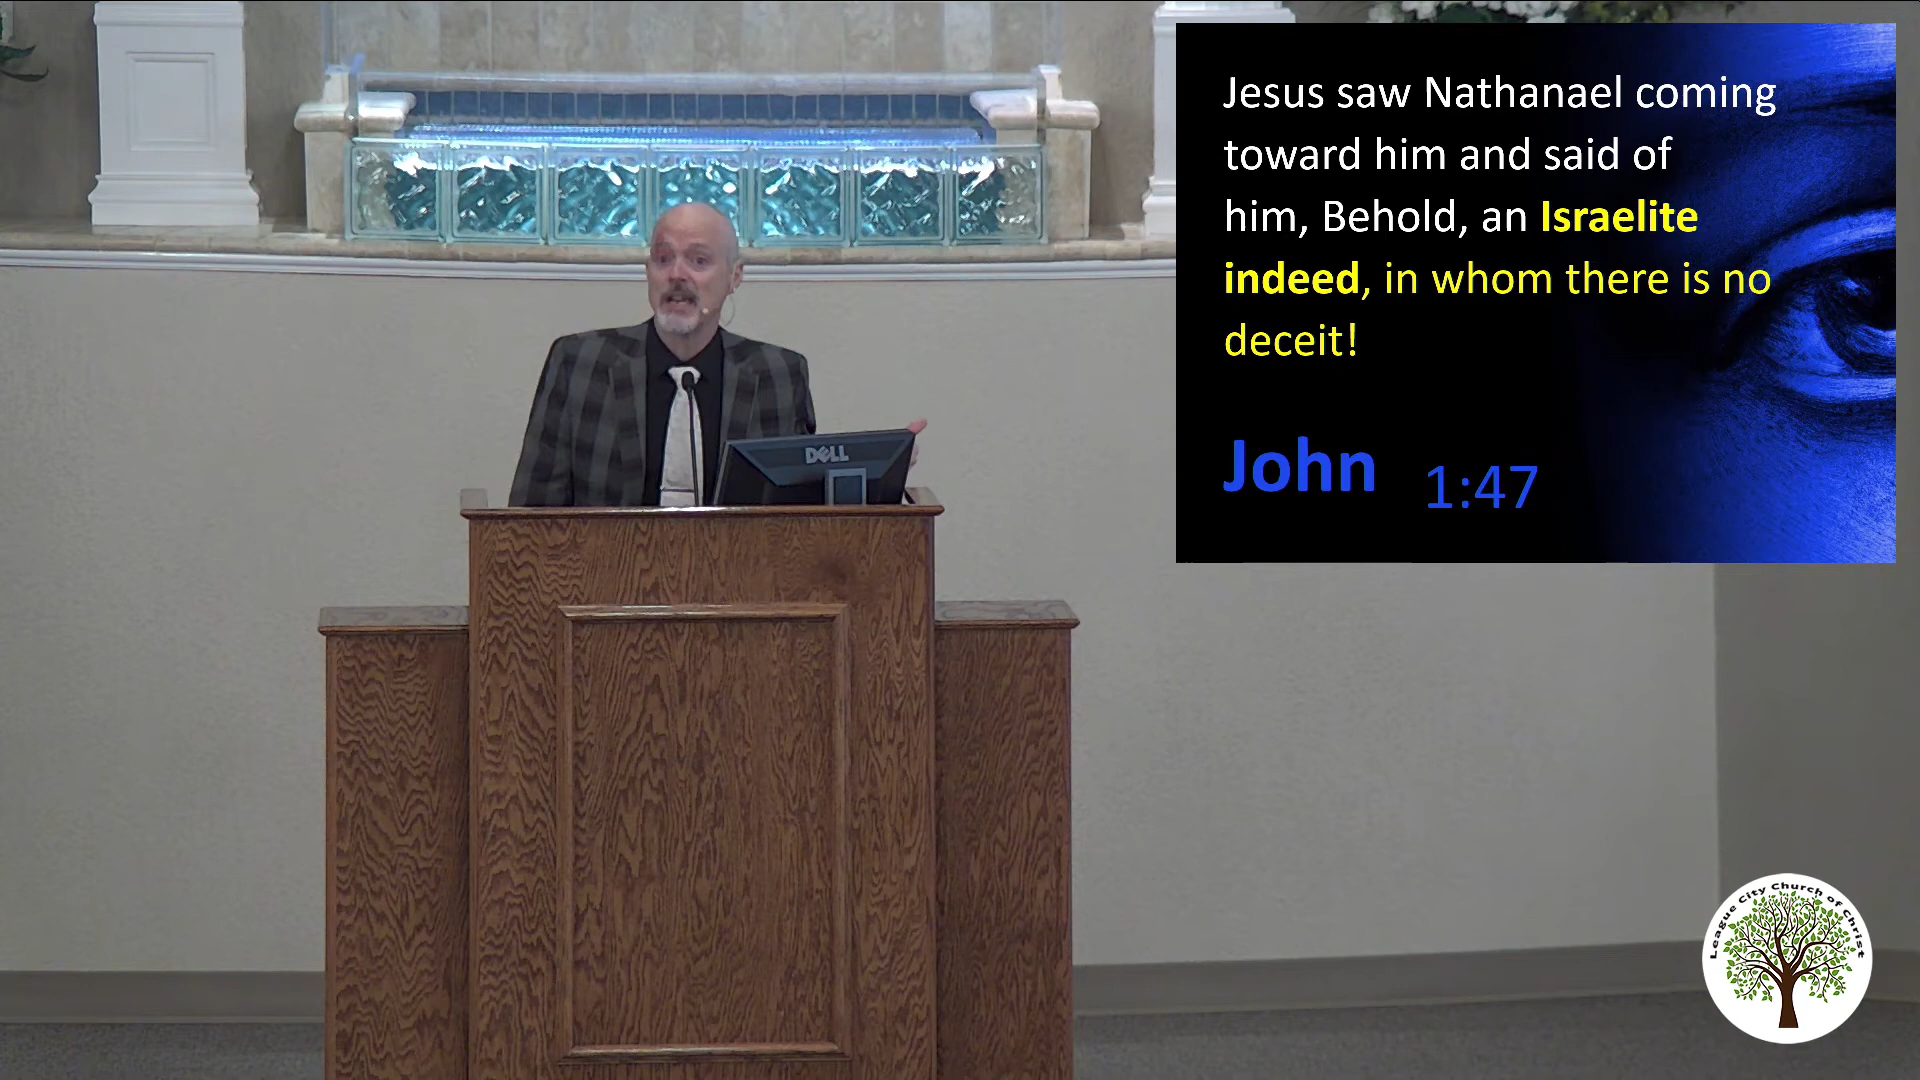 Jesus saw Nathanael coming
toward him and said of
him, Behold, an Israelite
indeed, in whom there is no
deceit!
John 1:47
DELL
League City Church of Christ